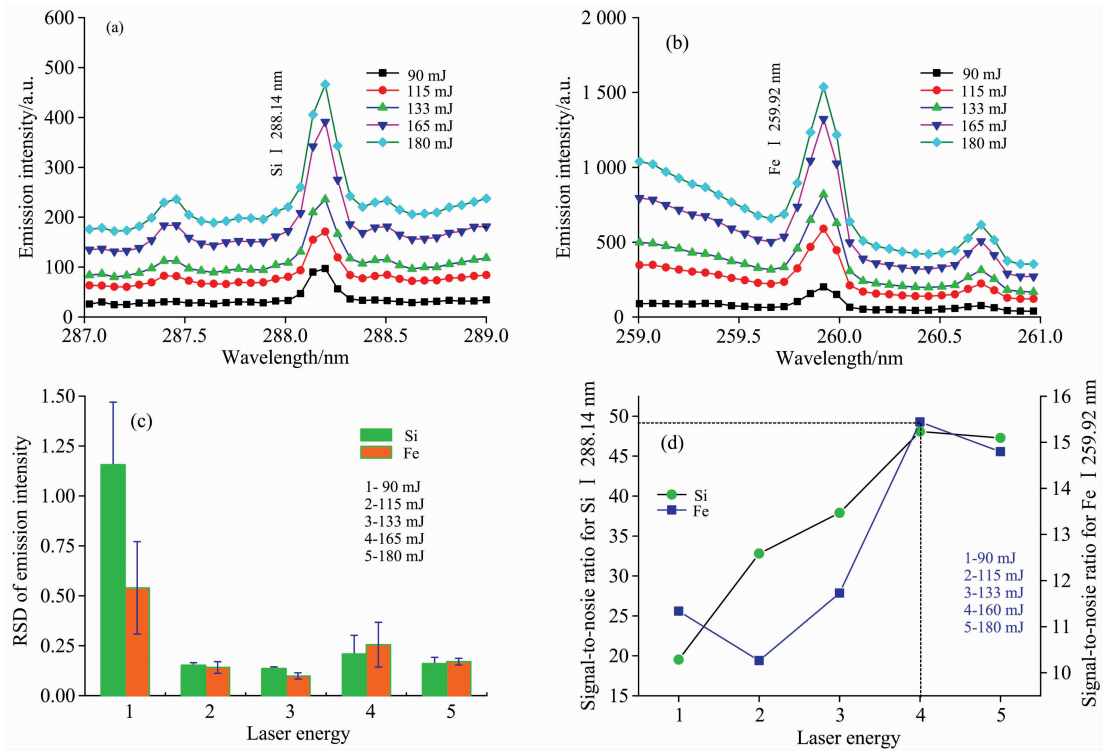 (a)
600
500
400
300
200
100
0
Emission intensity/a.u.
Si Ⅰ 288.14 nm
90 mJ
115 mJ
133 mJ
165 mJ
180 mJ
287.0
287.5
288.0
288.5
289.0
Wavelength/nm
(b)
2 000
1 500
1 000
500
0
Emission intensity/a.u.
Fe Ⅰ 259.92 nm
90 mJ
115 mJ
133 mJ
165 mJ
180 mJ
259.0
259.5
260.0
260.5
261.0
Wavelength/nm
(c)
1.50
1.25
1.00
0.75
0.50
0.25
0.00
RSD of emission intensity
Si
Fe
1- 90 mJ
2-115 mJ
3-133 mJ
4-165 mJ
5-180 mJ
1
2
3
4
5
Laser energy
(d)
50
45
40
35
30
25
20
15
Signal-to-nosie ratio for Si Ⅰ 288.14 nm
Si
Fe
1-90 mJ
2-115 mJ
3-133 mJ
4-160 mJ
5-180 mJ
16
15
14
13
12
11
10
Signal-to-nosie ratio for Fe Ⅰ 259.92 nm
1
2
3
4
5
Laser energy